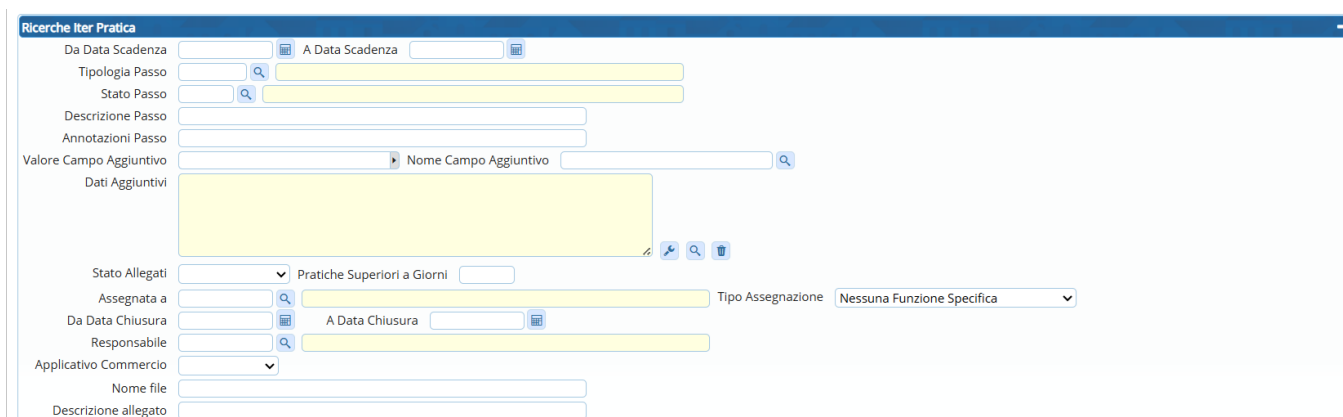 Ricerche Iter Pratica
Da Data Scadenza A Data Scadenza
Tipologia Passo
Stato Passo
Descrizione Passo
Annotazioni Passo
Valore Campo Aggiuntivo Nome Campo Aggiuntivo
Dati Aggiuntivi
Stato Allegati Pratiche Superiori a Giorni
Assegnata a Tipo Assegnazione Nessuna Funzione Specifica
Da Data Chiusura A Data Chiusura
Responsabile
Applicativo Commercio
Nome file
Descrizione allegato